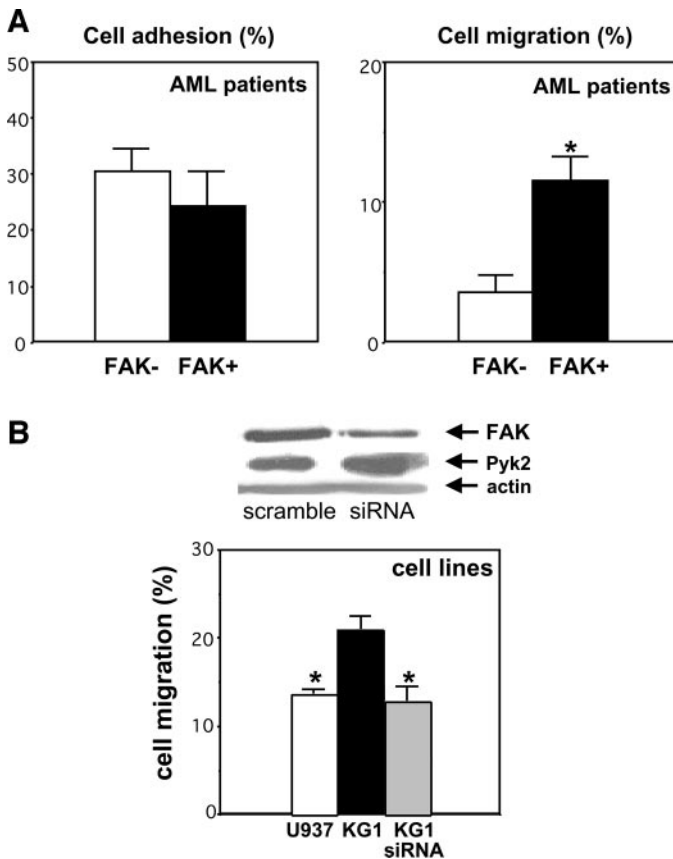 A
Cell adhesion (%)
Cell migration (%)
50
40
30
20
10
0
AML patients
FAK- FAK+
20
10
0
AML patients
*
FAK- FAK+
B
FAK
Pyk2
actin
scramble siRNA
cell migration (%)
30
20
10
0
cell lines
* *
U937 KG1 KG1
siRNA